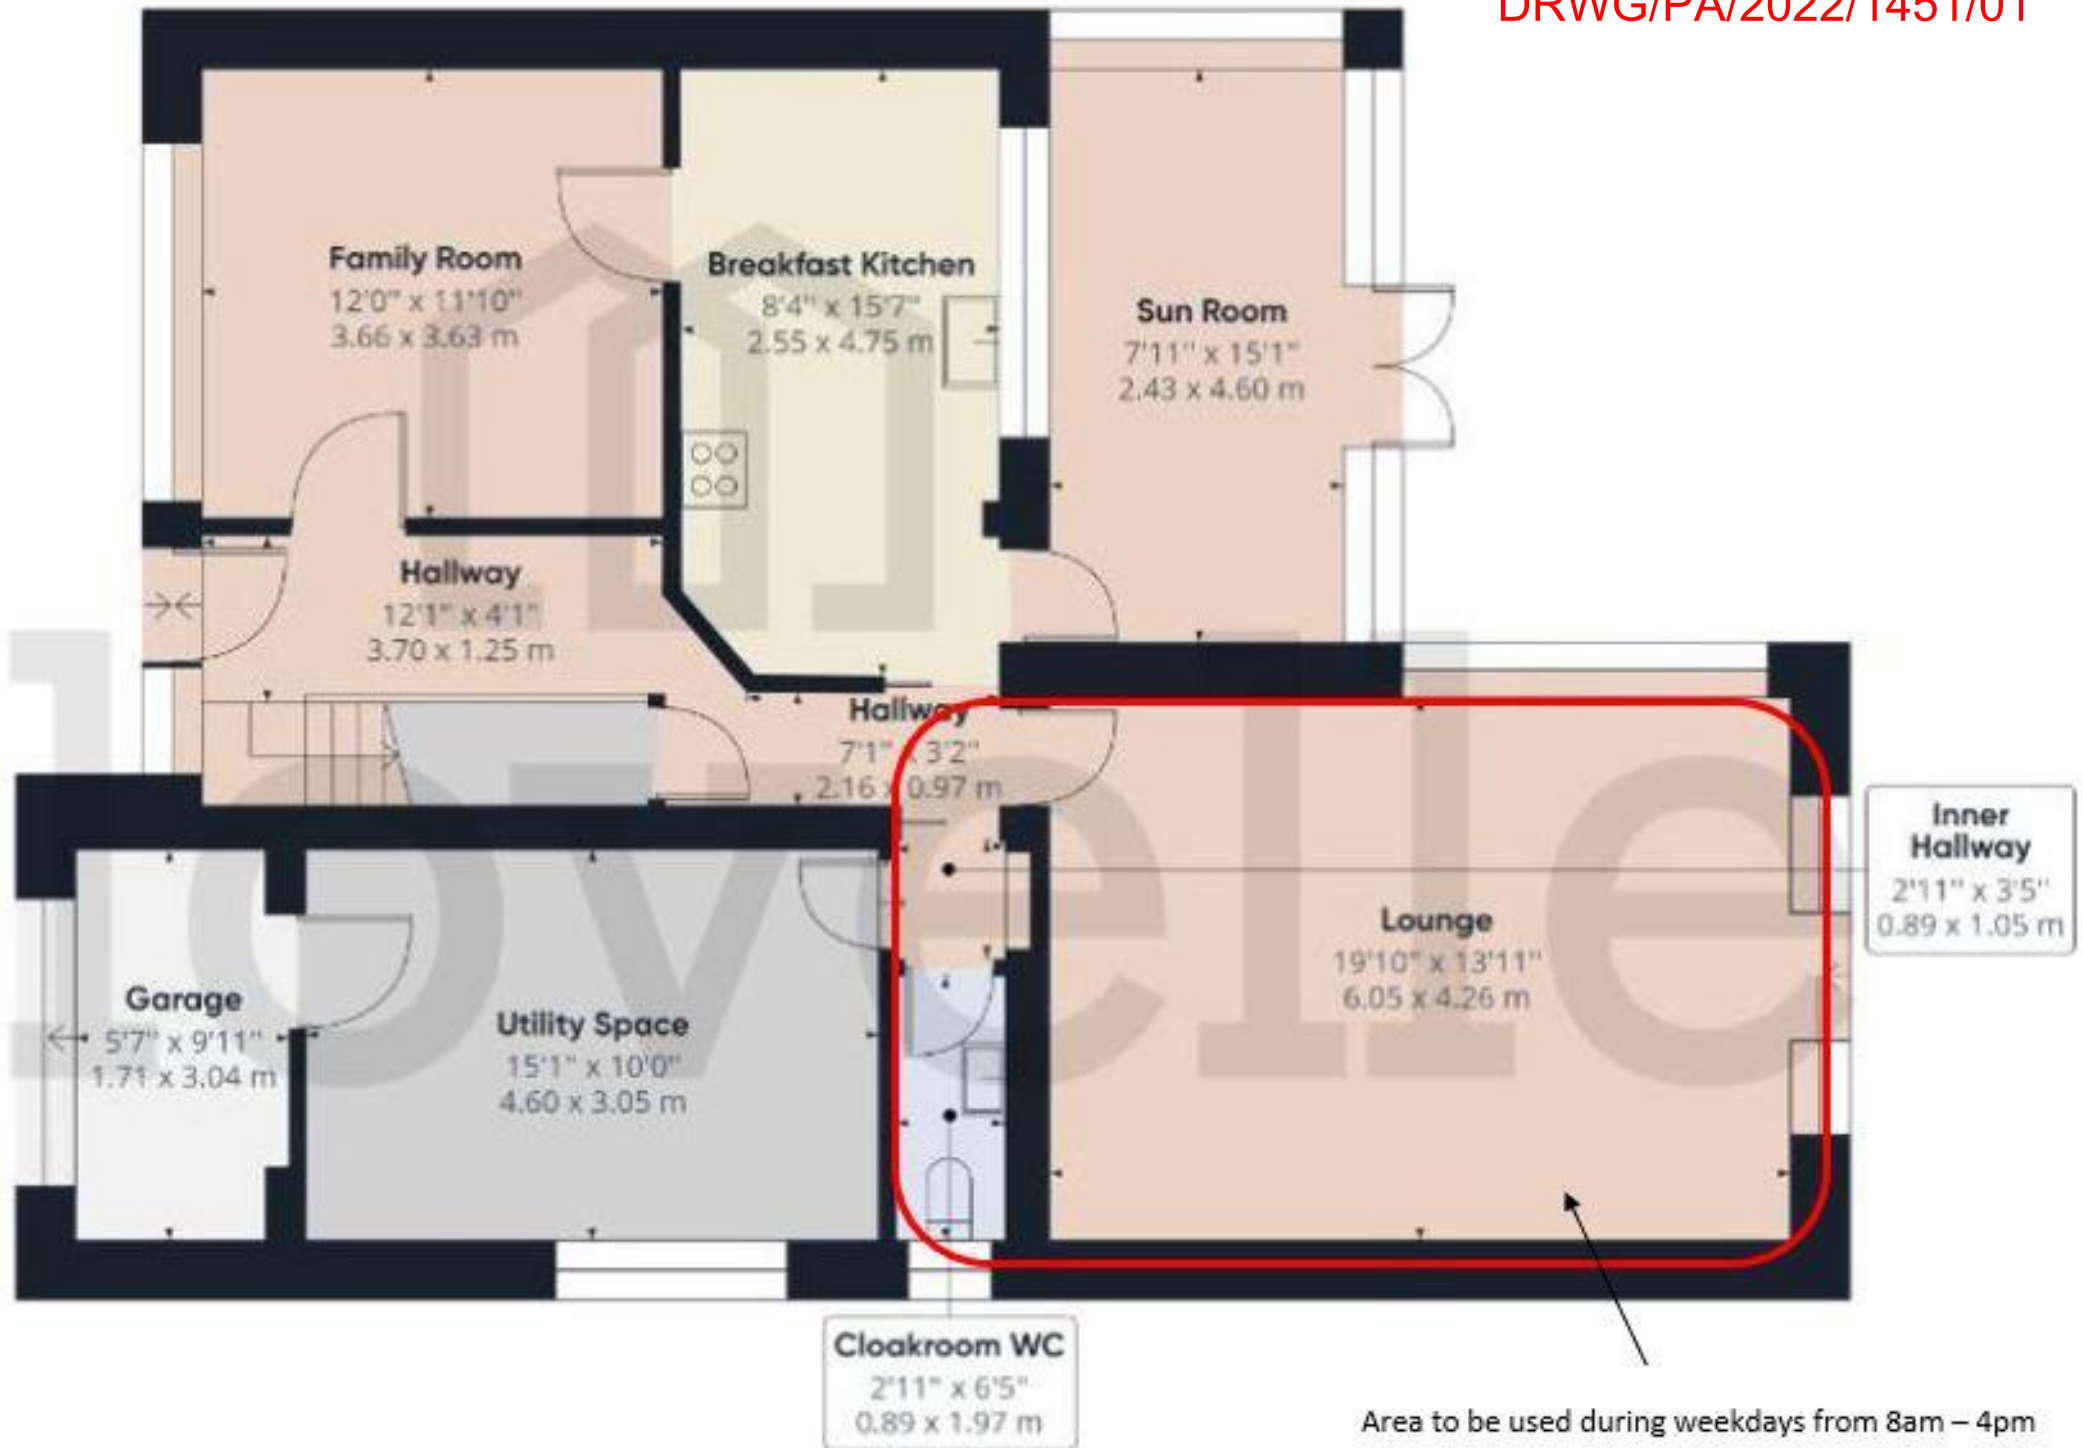 DRWG/PA/2022/1451/01
Family Room
12'0" x 11'10"
3.66 x 3.63 m
Breakfast Kitchen
8'4" x 15'7"
2.55 x 4.75 m
Sun Room
7'11" x 15'1"
2.43 x 4.60 m
Hallway
12'1" x 4'1"
3.70 x 1.25 m
Hallway
7'1" x 3'2"
2.16 x 0.97 m
Inner
Hallway
2'11" x 3'5"
0.89 x 1.05 m
Lounge
19'10" x 13'11"
6.05 x 4.26 m
Garage
5'7" x 9'11"
1.71 x 3.04 m
Utility Space
15'1" x 10'0"
4.60 x 3.05 m
lovelle
Cloakroom WC
2'11" x 6'5"
0.89 x 1.97 m
Area to be used during weekdays from 8am – 4pm